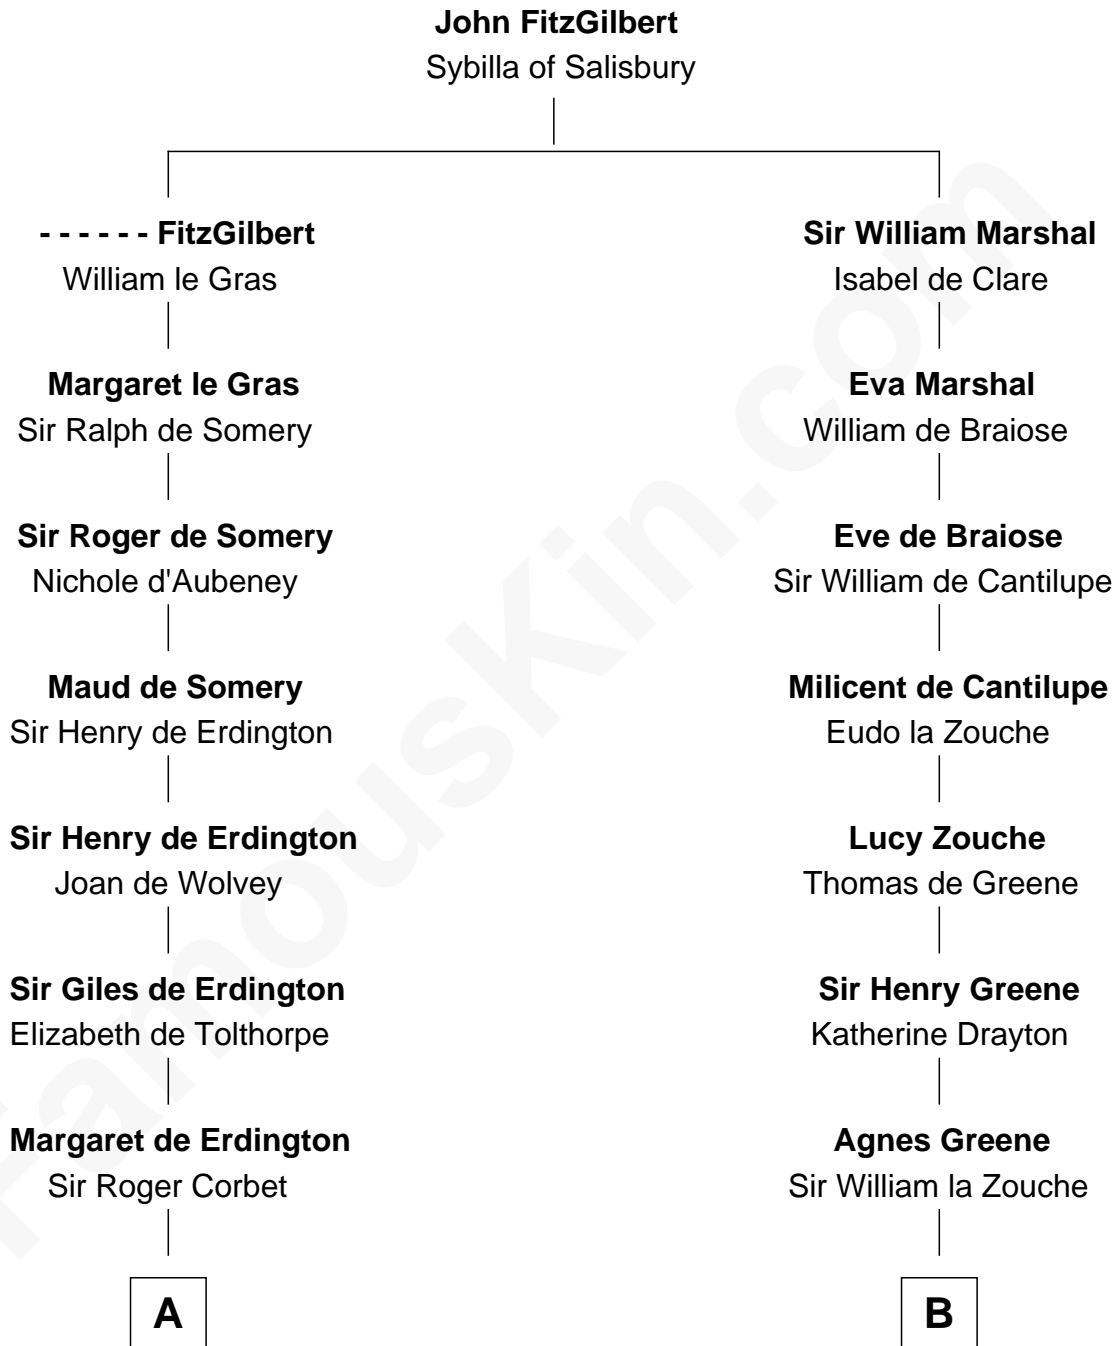 John FitzGilbert
Sybilla of Salisbury
- - - - - - FitzGilbert
William le Gras
Sir William Marshal
Isabel de Clare
Margaret le Gras
Sir Ralph de Somery
Eva Marshal
William de Braiose
Sir Roger de Somery
Nichole d'Aubeney
Eve de Braiose
Sir William de Cantilupe
Maud de Somery
Sir Henry de Erdington
Milicent de Cantilupe
Eudo la Zouche
Sir Henry de Erdington
Joan de Wolvey
Lucy Zouche
Thomas de Greene
Sir Giles de Erdington
Elizabeth de Tolthorpe
Sir Henry Greene
Katherine Drayton
Margaret de Erdington
Sir Roger Corbet
Agnes Greene
Sir William la Zouche
A
B
FamousKin.com